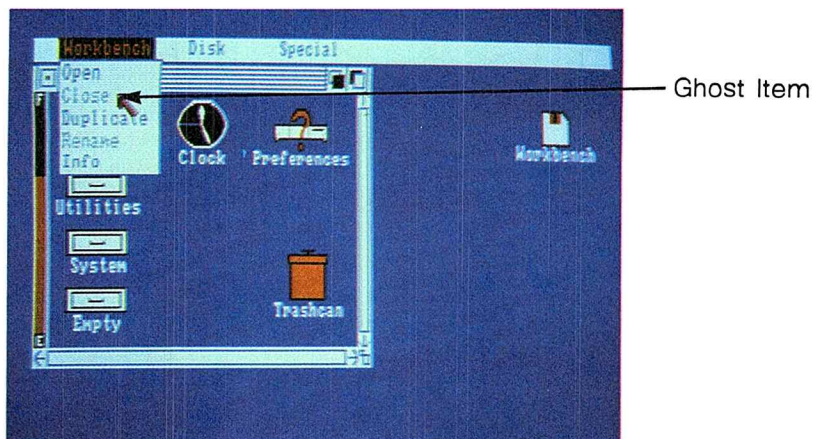 Workbench Disk Special
Open
Close
Duplicate
Rename
Info
Ghost Item
Clock
Preferences
Workbench
Utilities
System
Empty
Trashcan
F
E